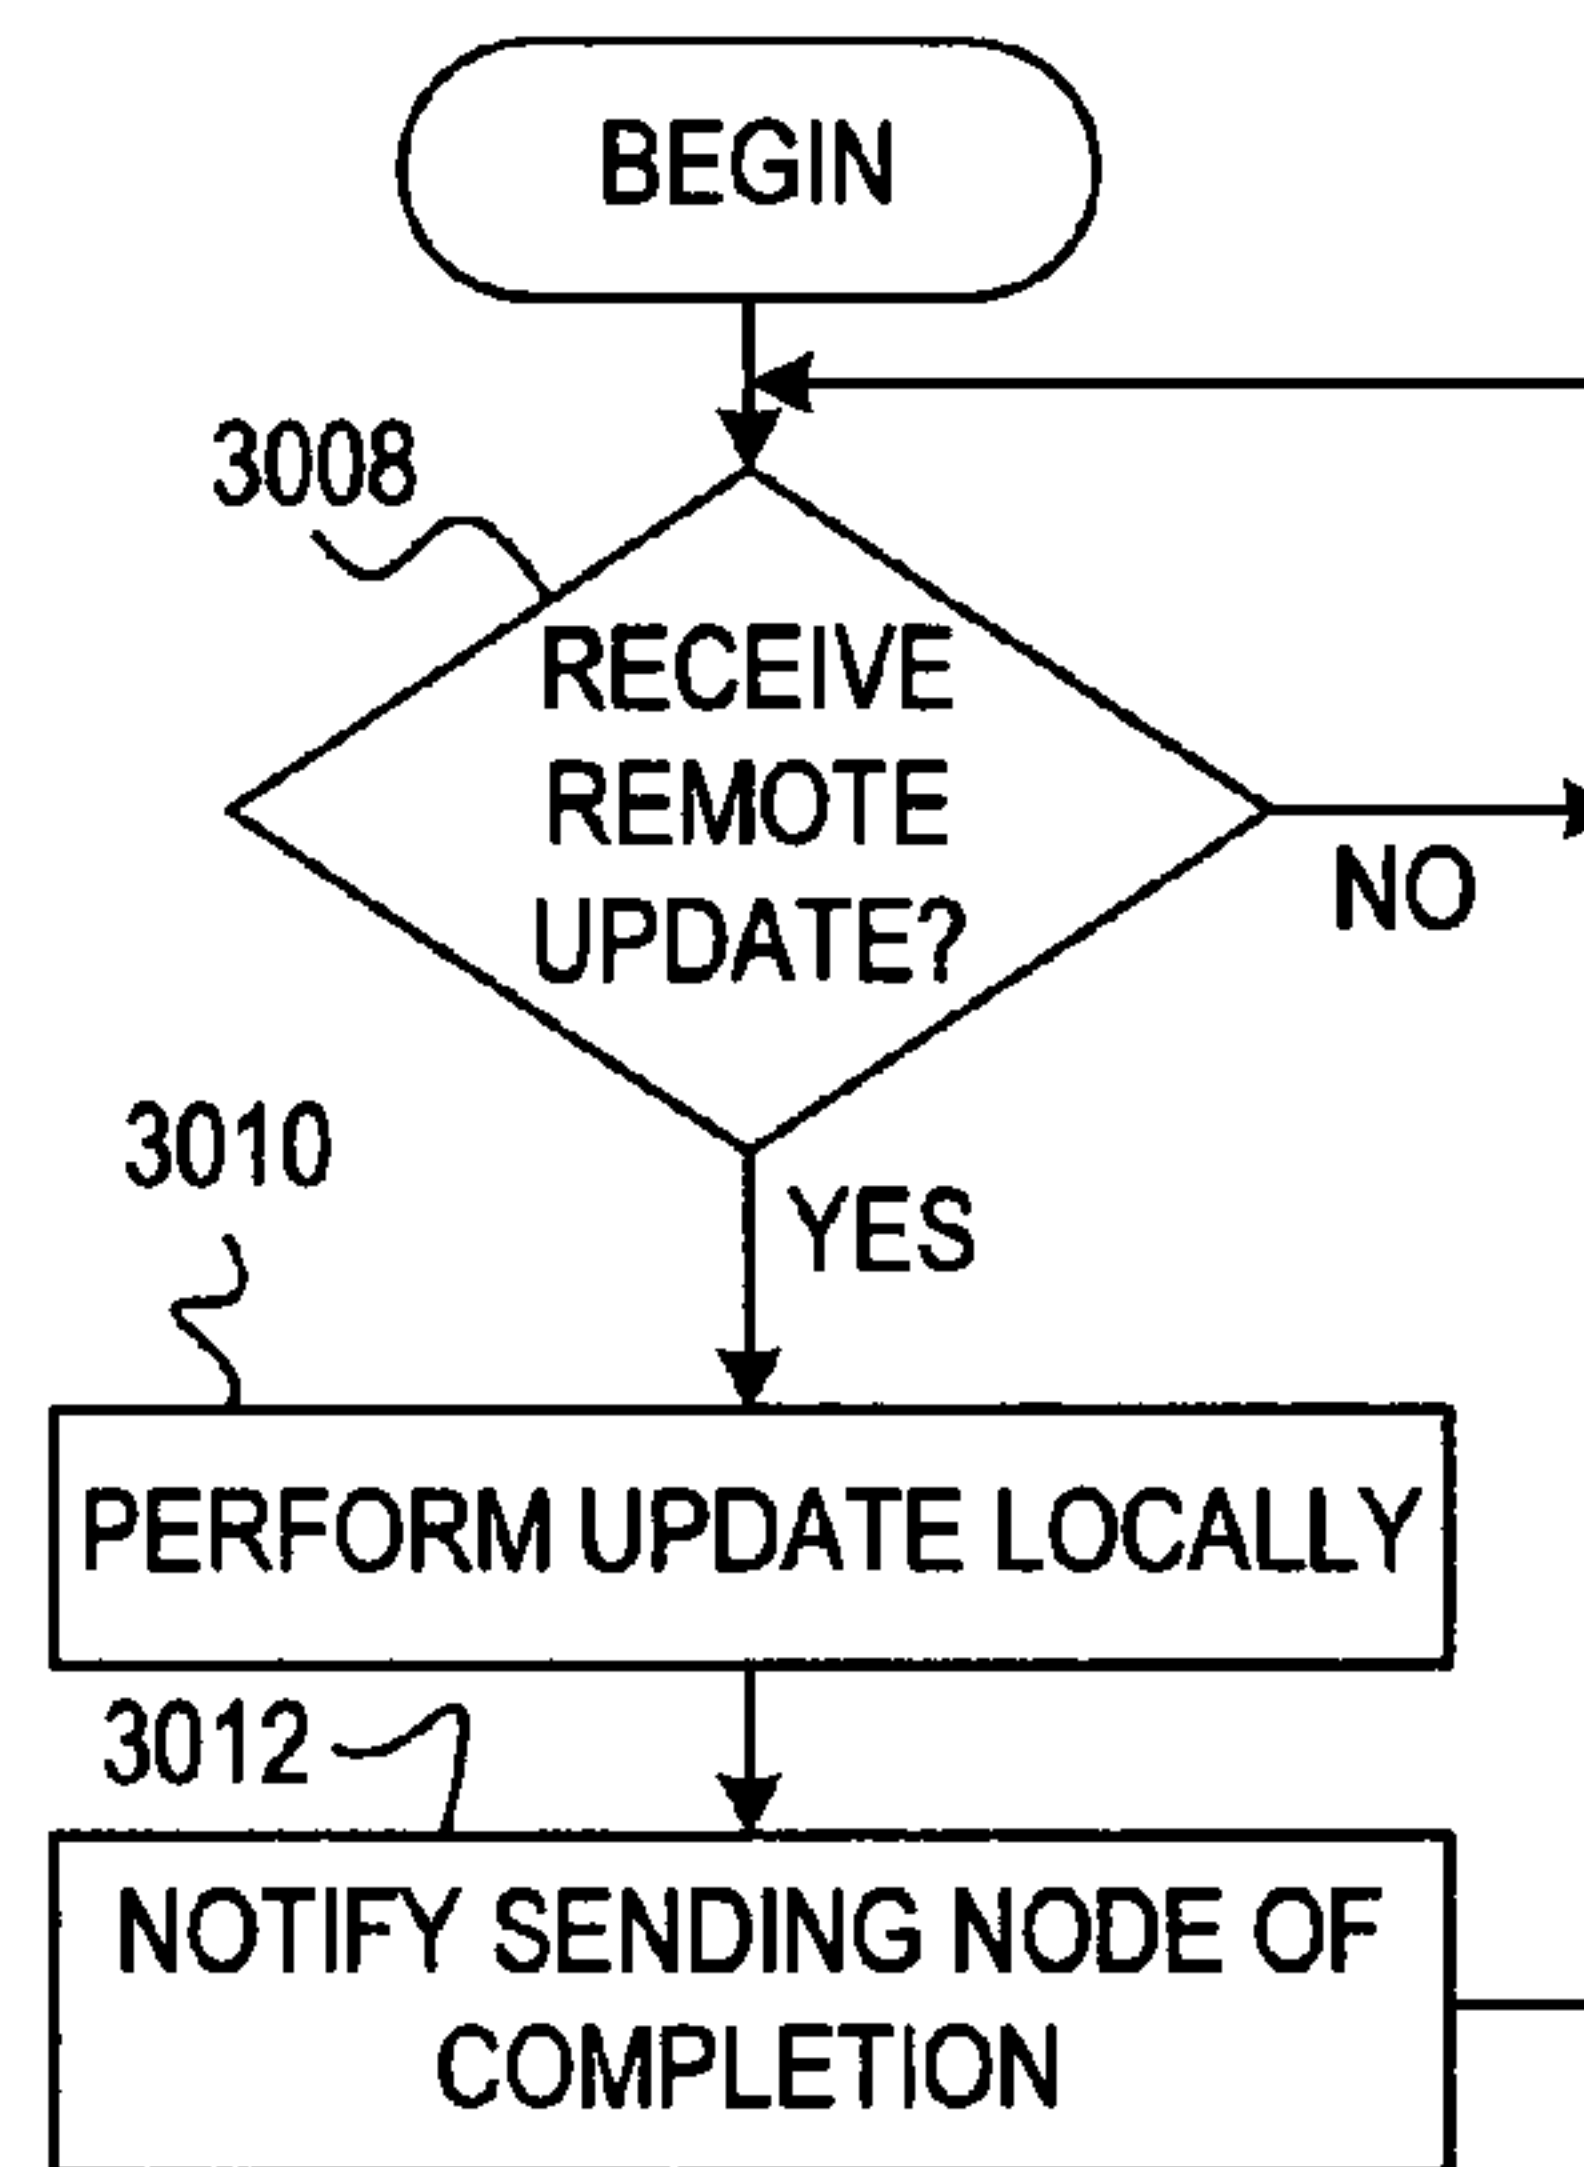 BEGIN
3008
RECEIVE
REMOTE
UPDATE?
NO
3010
YES
PERFORM UPDATE LOCALLY
3012
NOTIFY SENDING NODE OF
COMPLETION